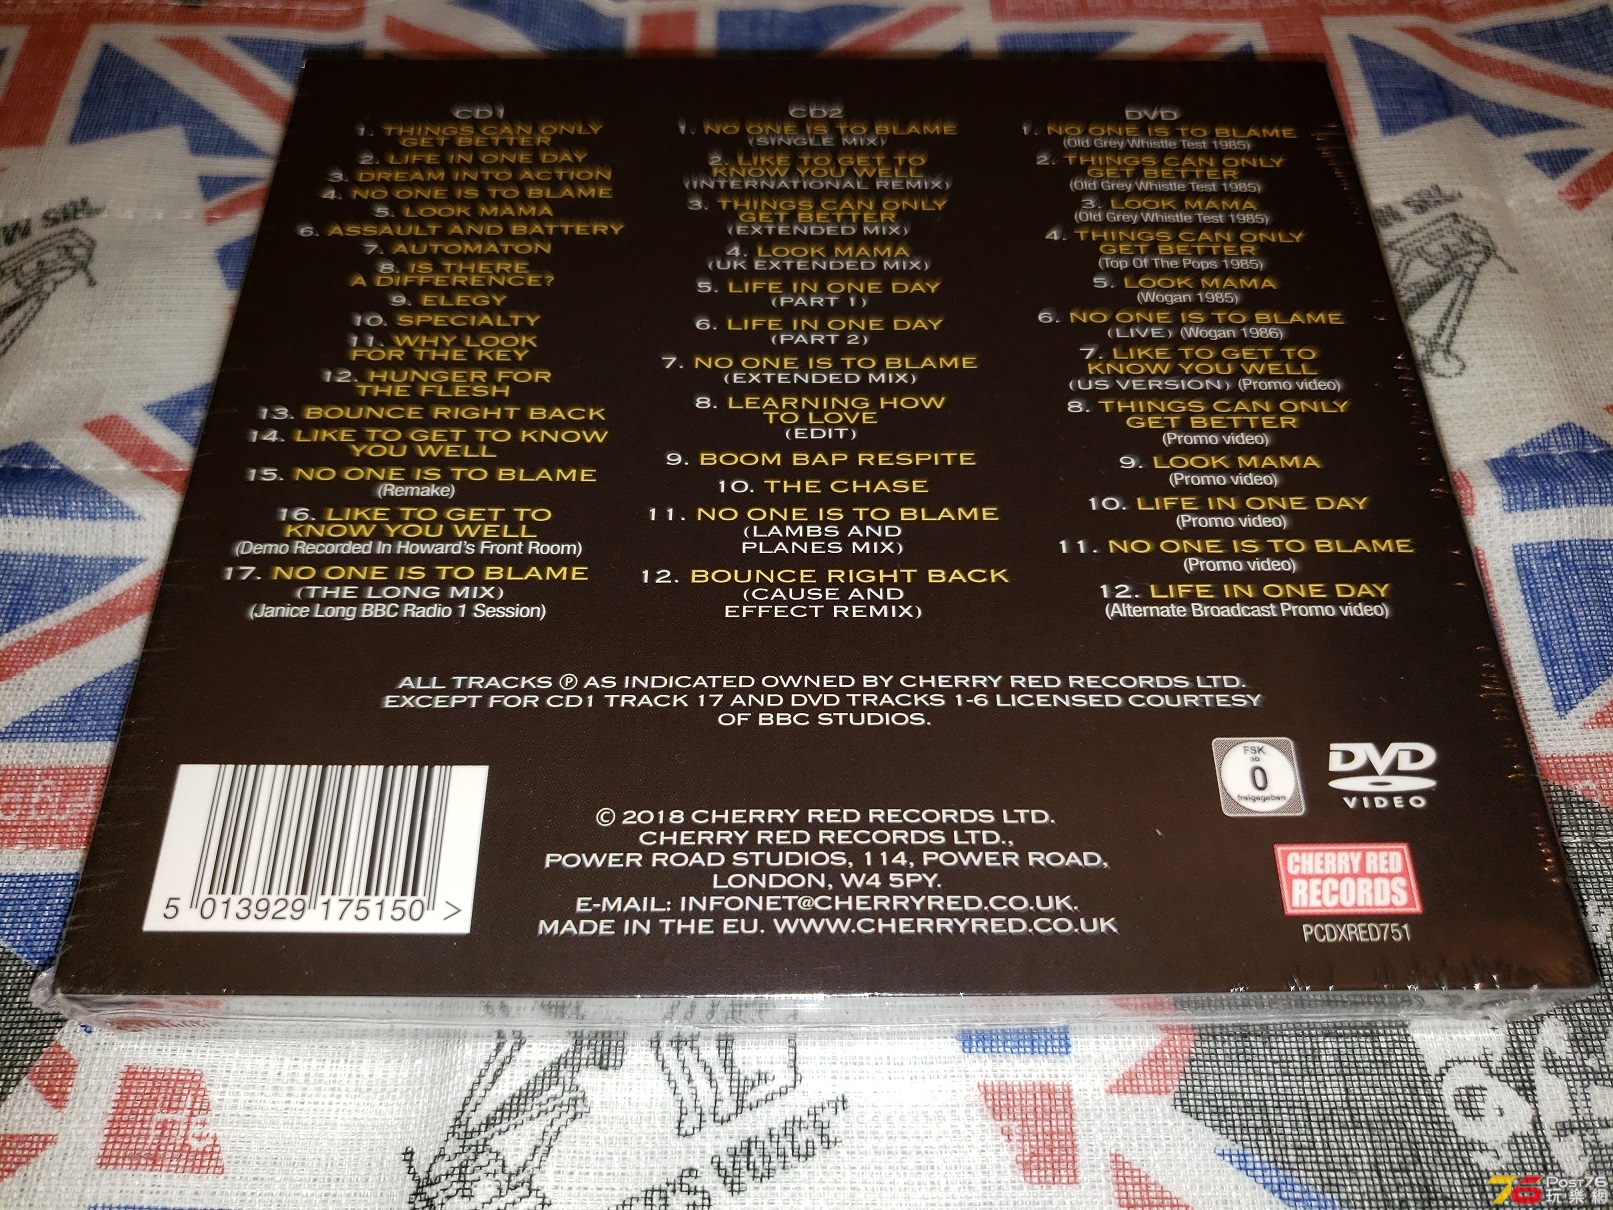 CD1
1. THINGS CAN ONLY
GET BETTER
2. LIFE IN ONE DAY
3. DREAM INTO ACTION
4. NO ONE IS TO BLAME
5. LOOK MAMA
6. ASSAULT AND BATTERY
7. AUTOMATON
8. IS THERE
A DIFFERENCE?
9. ELEGY
10. SPECIALTY
11. WHY LOOK
FOR THE KEY
12. HUNGER FOR
THE FLESH
13. BOUNCE RIGHT BACK
14. LIKE TO GET TO KNOW
YOU WELL
15. NO ONE IS TO BLAME
(Remake)
16. LIKE TO GET TO
KNOW YOU WELL
(Demo Recorded In Howard's Front Room)
17. NO ONE IS TO BLAME
(THE LONG MIX)
(Janice Long BBC Radio 1 Session)
CD2
1. NO ONE IS TO BLAME
(SINGLE MIX)
2. LIKE TO GET TO
KNOW YOU WELL
(INTERNATIONAL REMIX)
3. THINGS CAN ONLY
GET BETTER
(EXTENDED MIX)
4. LOOK MAMA
(UK EXTENDED MIX)
5. LIFE IN ONE DAY
(PART 1)
6. LIFE IN ONE DAY
(PART 2)
7. NO ONE IS TO BLAME
(EXTENDED MIX)
8. LEARNING HOW
TO LOVE
(EDIT)
9. BOOM BAP RESPITE
10. THE CHASE
11. NO ONE IS TO BLAME
(LAMBS AND
PLANES MIX)
12. BOUNCE RIGHT BACK
(CAUSE AND
EFFECT REMIX)
DVD
1. NO ONE IS TO BLAME
(Old Grey Whistle Test 1985)
2. THINGS CAN ONLY
GET BETTER
(Old Grey Whistle Test 1985)
3. LOOK MAMA
(Old Grey Whistle Test 1985)
4. THINGS CAN ONLY
GET BETTER
(Top Of The Pops 1985)
5. LOOK MAMA
(Wogan 1985)
6. NO ONE IS TO BLAME
(LIVE) (Wogan 1986)
7. LIKE TO GET TO
KNOW YOU WELL
(US VERSION) (Promo video)
8. THINGS CAN ONLY
GET BETTER
(Promo video)
9. LOOK MAMA
(Promo video)
10. LIFE IN ONE DAY
(Promo video)
11. NO ONE IS TO BLAME
(Promo video)
12. LIFE IN ONE DAY
(Alternate Broadcast Promo video)
ALL TRACKS ℗ AS INDICATED OWNED BY CHERRY RED RECORDS LTD.
EXCEPT FOR CD1 TRACK 17 AND DVD TRACKS 1-6 LICENSED COURTESY
OF BBC STUDIOS.
5 013929 175150 >
© 2018 CHERRY RED RECORDS LTD.
CHERRY RED RECORDS LTD.,
POWER ROAD STUDIOS, 114, POWER ROAD,
LONDON, W4 5PY.
E-MAIL: INFONET@CHERRYRED.CO.UK.
MADE IN THE EU. WWW.CHERRYRED.CO.UK
FSK
ab
0
freigegeben
DVD
VIDEO
CHERRY RED
RECORDS
PCDXRED751
76 Post76
玩樂網